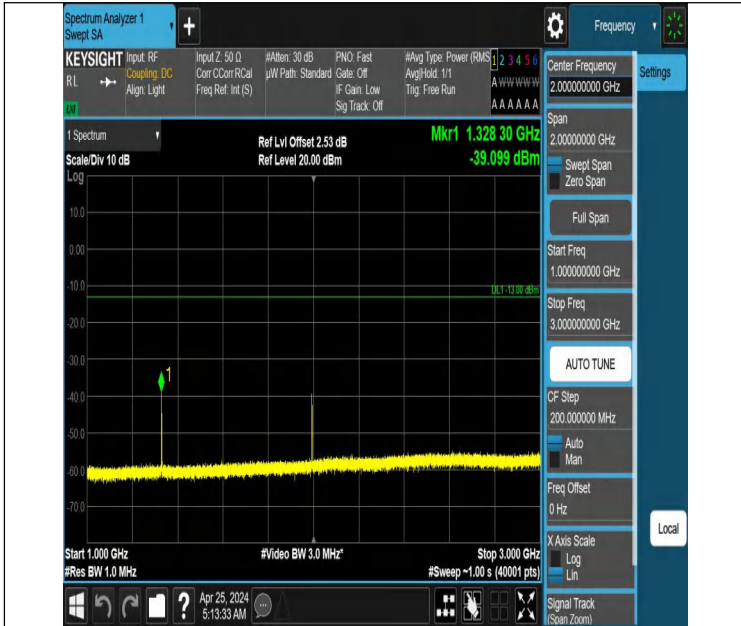 Spectrum Analyzer 1
Swept SA
+
Frequency
KEYSIGHT
RL
Input: RF
Coupling: DC
Align: Light
Input Z: 50 Ω
Corr CCorr RCal
Freq Ref: Int (S)
#Atten: 30 dB
µW Path: Standard
PNO: Fast
Gate: Off
IF Gain: Low
Sig Track: Off
#Avg Type: Power (RMS
Avg|Hold: 1/1
Trig: Free Run
1 2 3 4 5 6
A W W W W W
A A A A A A
1 Spectrum
Scale/Div 10 dB
Ref Lvl Offset 2.53 dB
Ref Level 20.00 dBm
Mkr1 1.328 30 GHz
-39.099 dBm
Log
10.0
0.00
-10.0
DL1 -13.00 dBm
-20.0
-30.0
1
-40.0
-50.0
-60.0
-70.0
Start 1.000 GHz
#Res BW 1.0 MHz
#Video BW 3.0 MHz*
Stop 3.000 GHz
#Sweep ~1.00 s (40001 pts)
?
Apr 25, 2024
5:13:33 AM
Center Frequency
2.000000000 GHz
Settings
Span
2.00000000 GHz
Swept Span
Zero Span
Full Span
Start Freq
1.000000000 GHz
Stop Freq
3.000000000 GHz
AUTO TUNE
CF Step
200.000000 MHz
Auto
Man
Freq Offset
0 Hz
X Axis Scale
Log
Lin
Local
Signal Track
(Span Zoom)